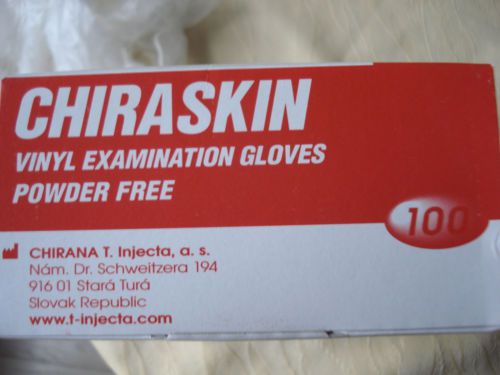 CHIRASKIN
VINYL EXAMINATION GLOVES
POWDER FREE
100
CHIRANA T. Injecta, a. s.
Nám. Dr. Schweitzera 194
916 01 Stará Turá
Slovak Republic
www.t-injecta.com